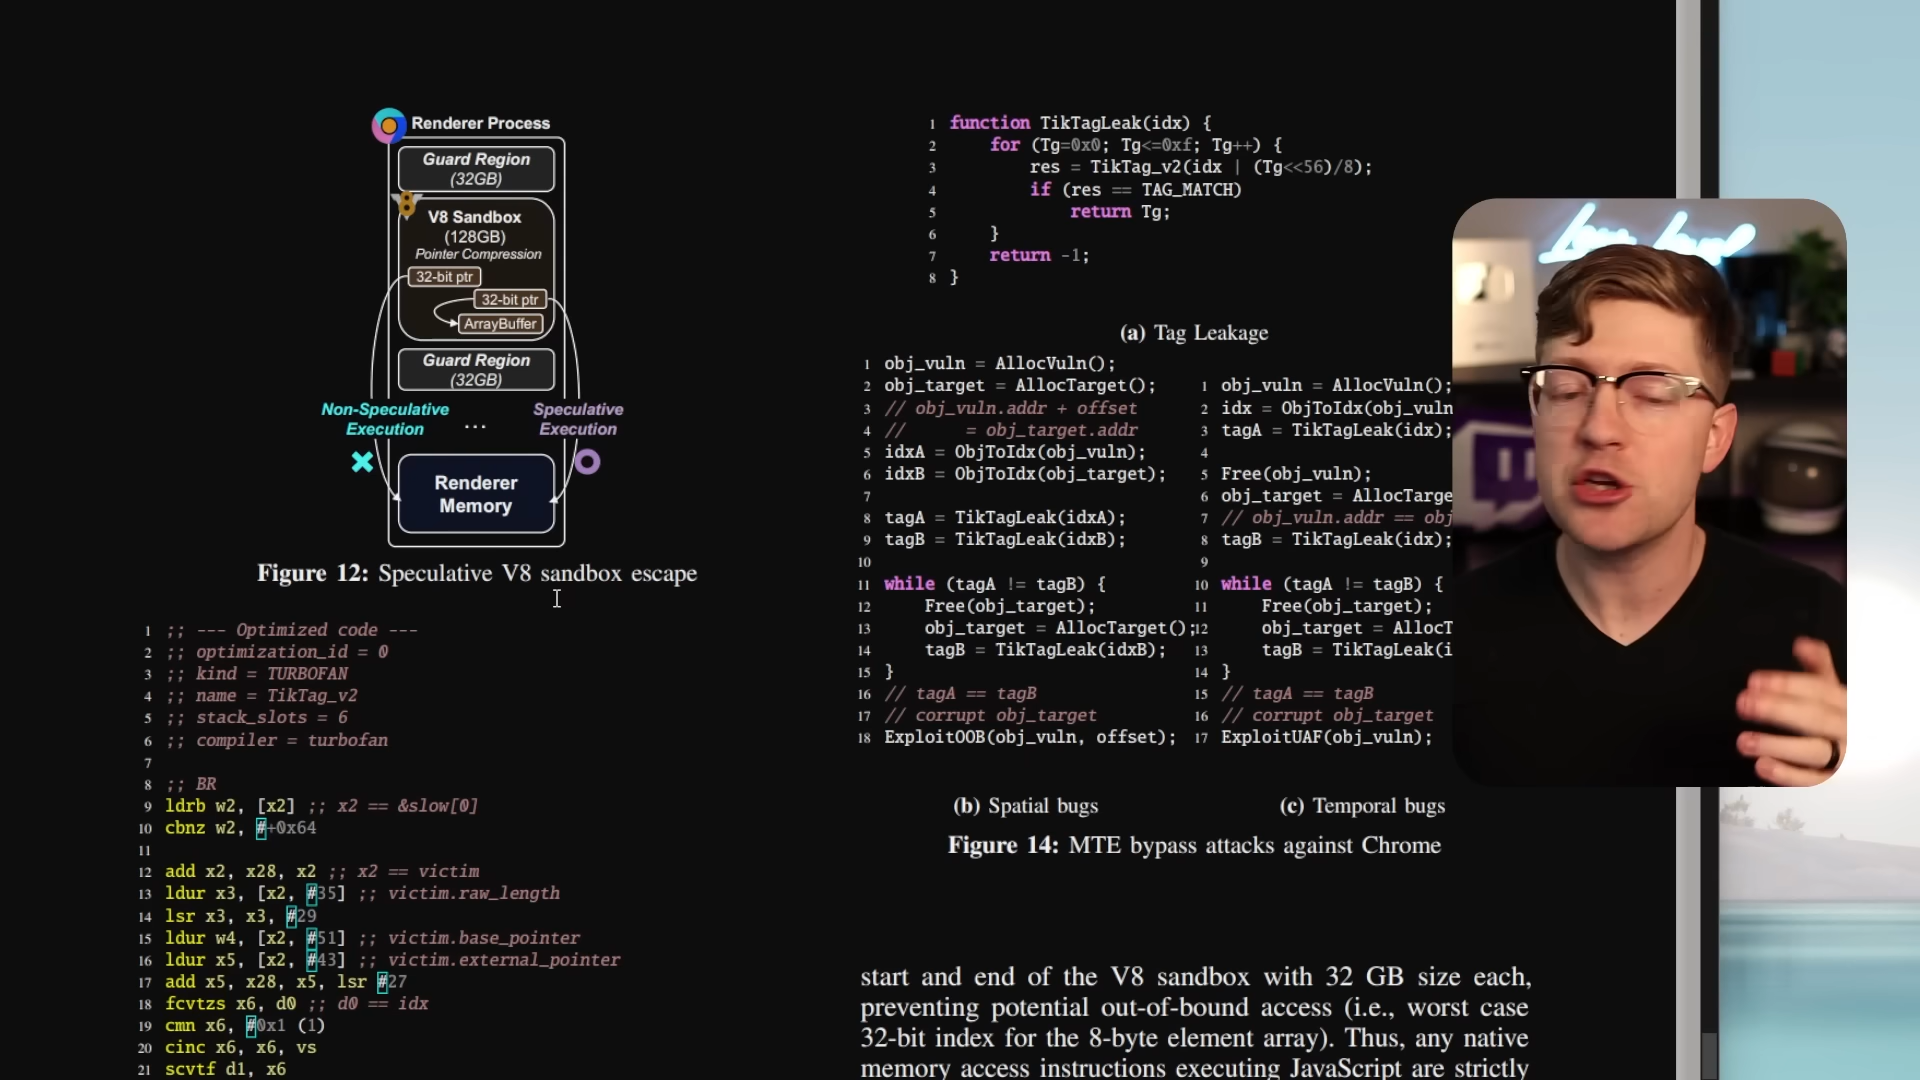 Renderer Process
Guard Region
(32GB)
8
V8 Sandbox
(128GB)
Pointer Compression
32-bit ptr
32-bit ptr
ArrayBuffer
Guard Region
(32GB)
Non-Speculative
Execution
...
Speculative
Execution
Renderer
Memory
Figure 12: Speculative V8 sandbox escape
1 ;; --- Optimized code ---
2 ;; optimization_id = 0
3 ;; kind = TURBOFAN
4 ;; name = TikTag_v2
5 ;; stack_slots = 6
6 ;; compiler = turbofan
7
8 ;; BR
9 ldrb w2, [x2] ;; x2 == &slow[0]
10 cbnz w2, #+0x64
11
12 add x2, x28, x2 ;; x2 == victim
13 ldur x3, [x2, #35] ;; victim.raw_length
14 lsr x3, x3, #29
15 ldur w4, [x2, #51] ;; victim.base_pointer
16 ldur x5, [x2, #43] ;; victim.external_pointer
17 add x5, x28, x5, lsr #27
18 fcvtzs x6, d0 ;; d0 == idx
19 cmn x6, #0x1 (1)
20 cinc x6, x6, vs
21 scvtf d1, x6
1 function TikTagLeak(idx) {
2 for (Tg=0x0; Tg<=0xf; Tg++) {
3 res = TikTag_v2(idx | (Tg<<56)/8);
4 if (res == TAG_MATCH)
5 return Tg;
6 }
7 return -1;
8 }
(a) Tag Leakage
1 obj_vuln = AllocVuln();
2 obj_target = AllocTarget();
3 // obj_vuln.addr + offset
4 // = obj_target.addr
5 idxA = ObjToIdx(obj_vuln);
6 idxB = ObjToIdx(obj_target);
7
8 tagA = TikTagLeak(idxA);
9 tagB = TikTagLeak(idxB);
10
11 while (tagA != tagB) {
12 Free(obj_target);
13 obj_target = AllocTarget();
14 tagB = TikTagLeak(idxB);
15 }
16 // tagA == tagB
17 // corrupt obj_target
18 ExploitOOB(obj_vuln, offset);
(b) Spatial bugs
1 obj_vuln = AllocVuln();
2 idx = ObjToIdx(obj_vuln
3 tagA = TikTagLeak(idx);
4
5 Free(obj_vuln);
6 obj_target = AllocTarge
7 // obj_vuln.addr == obj
8 tagB = TikTagLeak(idx);
9
10 while (tagA != tagB) {
11 Free(obj_target);
12 obj_target = AllocT
13 tagB = TikTagLeak(i
14 }
15 // tagA == tagB
16 // corrupt obj_target
17 ExploitUAF(obj_vuln);
(c) Temporal bugs
Figure 14: MTE bypass attacks against Chrome
start and end of the V8 sandbox with 32 GB size each,
preventing potential out-of-bound access (i.e., worst case
32-bit index for the 8-byte element array). Thus, any native
memory access instructions executing JavaScript are strictly